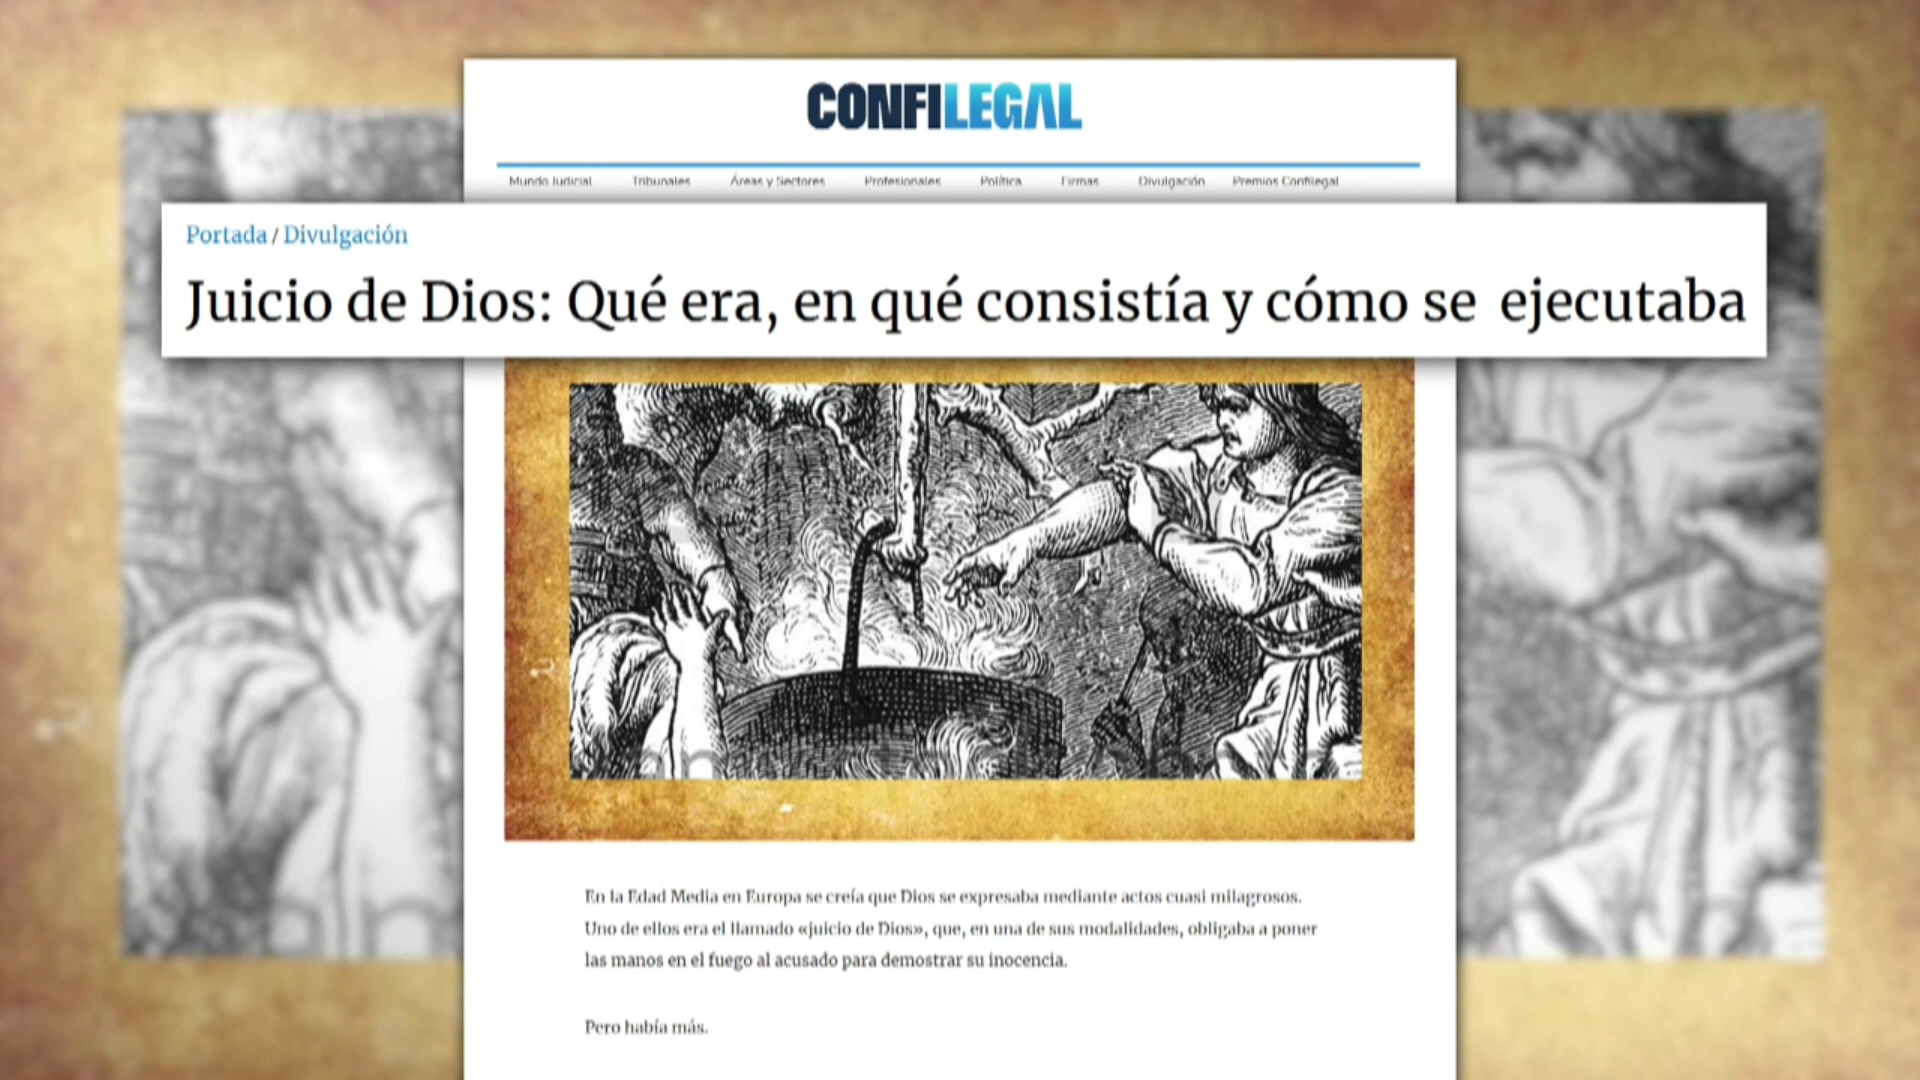 CONFILEGAL
Mundo Judicial Tribunales Áreas y Sectores Profesionales Política Firmas Divulgación Premios Confilegal
Portada / Divulgación
Juicio de Dios: Qué era, en qué consistía y cómo se ejecutaba
En la Edad Media en Europa se creía que Dios se expresaba mediante actos cuasi milagrosos.
Uno de ellos era el llamado «juicio de Dios», que, en una de sus modalidades, obligaba a poner
las manos en el fuego al acusado para demostrar su inocencia.
Pero había más.